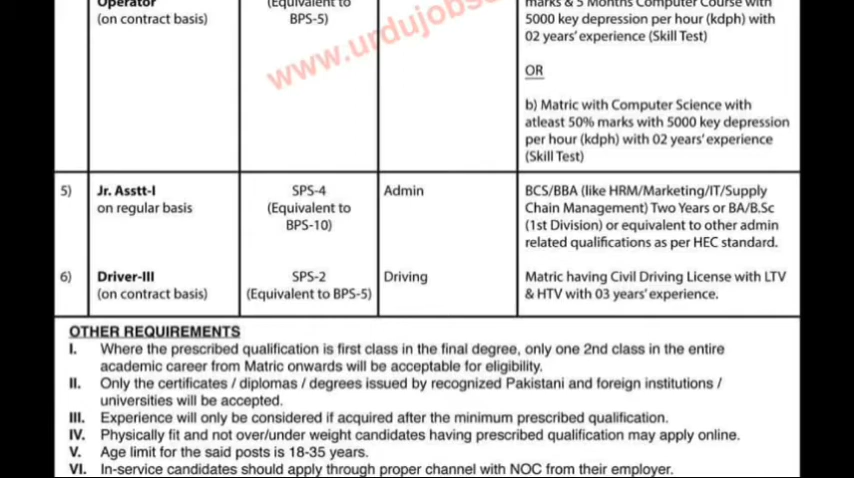 Operator
(on contract basis)
(Equivalent to
BPS-5)
marks & 5 Months Computer Course with
5000 key depression per hour (kdph) with
02 years' experience (Skill Test)
OR
b) Matric with Computer Science with
atleast 50% marks with 5000 key depression
per hour (kdph) with 02 years' experience
(Skill Test)
www.urdujobs
5)
Jr. Asstt-I
on regular basis
SPS-4
(Equivalent to
BPS-10)
Admin
BCS/BBA (like HRM/Marketing/IT/Supply
Chain Management) Two Years or BA/B.Sc
(1st Division) or equivalent to other admin
related qualifications as per HEC standard.
6)
Driver-III
(on contract basis)
SPS-2
(Equivalent to BPS-5)
Driving
Matric having Civil Driving License with LTV
& HTV with 03 years' experience.
OTHER REQUIREMENTS
I. Where the prescribed qualification is first class in the final degree, only one 2nd class in the entire
academic career from Matric onwards will be acceptable for eligibility.
II. Only the certificates / diplomas / degrees issued by recognized Pakistani and foreign institutions /
universities will be accepted.
III. Experience will only be considered if acquired after the minimum prescribed qualification.
IV. Physically fit and not over/under weight candidates having prescribed qualification may apply online.
V. Age limit for the said posts is 18-35 years.
VI. In-service candidates should apply through proper channel with NOC from their employer.